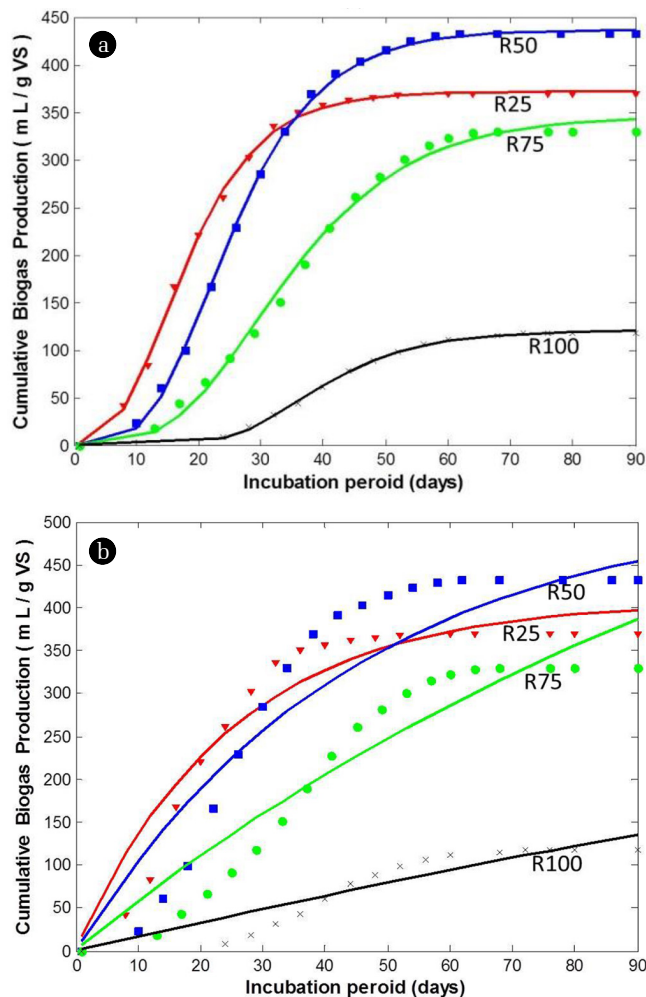 a
450
400
350
300
250
200
150
100
50
0
R50
R25
R75
R100
0 10 20 30 40 50 60 70 80 90
Incubation peroid (days)
Cumulative Biogas Production ( m L / g VS )
b
500
450
400
350
300
250
200
150
100
50
0
R50
R25
R75
R100
0 10 20 30 40 50 60 70 80 90
Incubation peroid (days)
Cumulative Biogas Production ( m L / g VS )